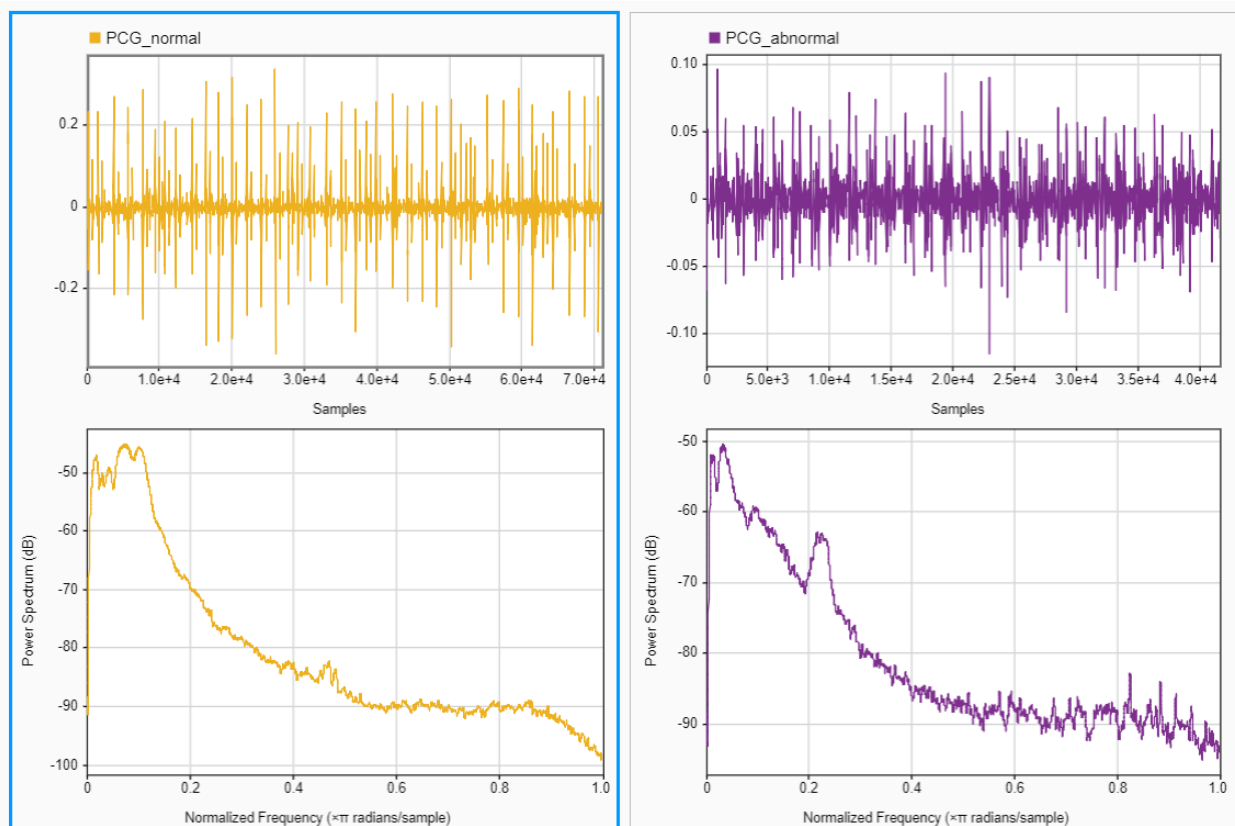 PCG_normal
0.2
0
-0.2
0 1.0e+4 2.0e+4 3.0e+4 4.0e+4 5.0e+4 6.0e+4 7.0e+4
Samples
-50
-60
-70
-80
-90
-100
Power Spectrum (dB)
0 0.2 0.4 0.6 0.8 1.0
Normalized Frequency (×π radians/sample)
PCG_abnormal
0.10
0.05
0
-0.05
-0.10
0 5.0e+3 1.0e+4 1.5e+4 2.0e+4 2.5e+4 3.0e+4 3.5e+4 4.0e+4
Samples
-50
-60
-70
-80
-90
Power Spectrum (dB)
0 0.2 0.4 0.6 0.8 1.0
Normalized Frequency (×π radians/sample)